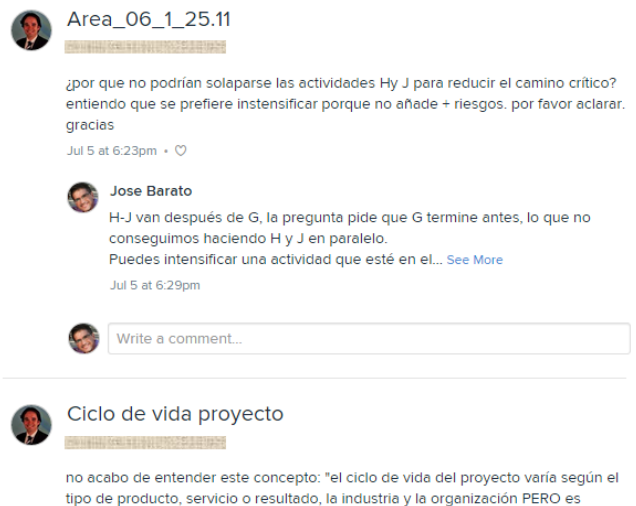 Area_06_1_25.11
¿por que no podrían solaparse las actividades Hy J para reducir el camino crítico?
entiendo que se prefiere instensificar porque no añade + riesgos. por favor aclarar.
gracias
Jul 5 at 6:23pm •
Jose Barato
H-J van después de G, la pregunta pide que G termine antes, lo que no
conseguimos haciendo H y J en paralelo.
Puedes intensificar una actividad que esté en el... See More
Jul 5 at 6:29pm
Write a comment...
Ciclo de vida proyecto
no acabo de entender este concepto: "el ciclo de vida del proyecto varía según el
tipo de producto, servicio o resultado, la industria y la organización PERO es